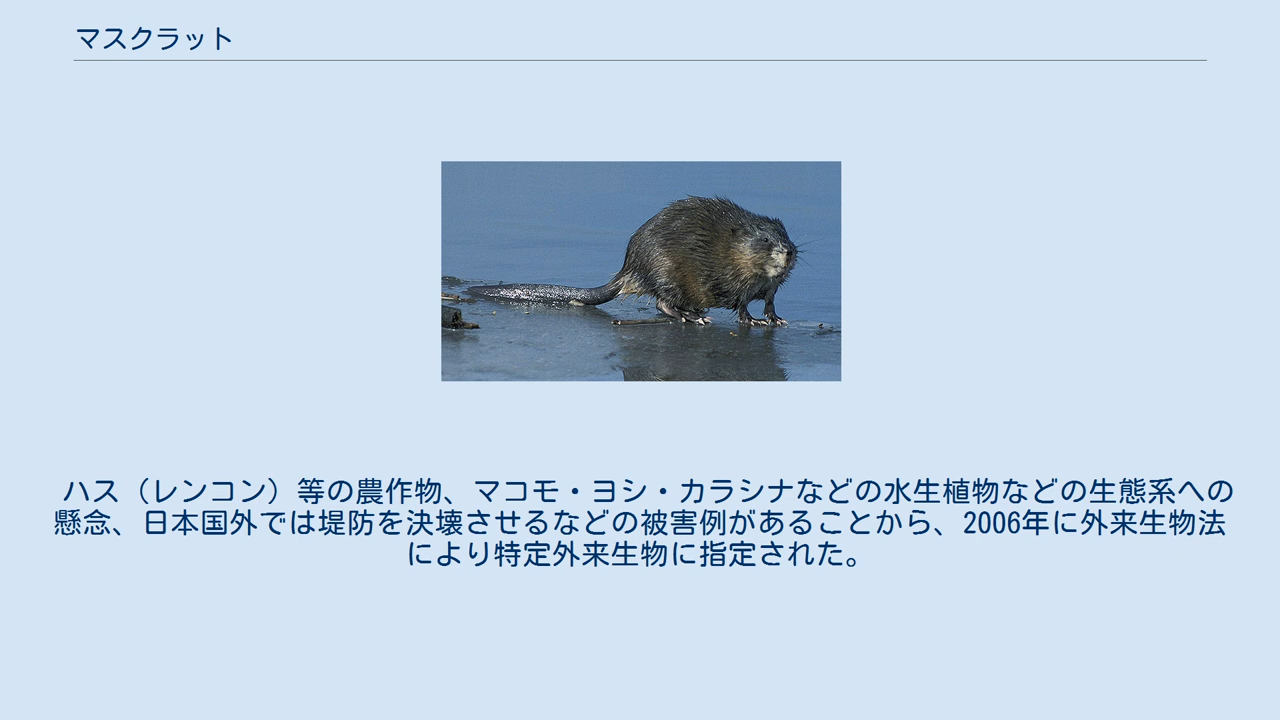 マスクラット
ハス（レンコン）等の農作物、マコモ・ヨシ・カラシナなどの水生植物などの生態系への
懸念、日本国外では堤防を決壊させるなどの被害例があることから、2006年に外来生物法
により特定外来生物に指定された。